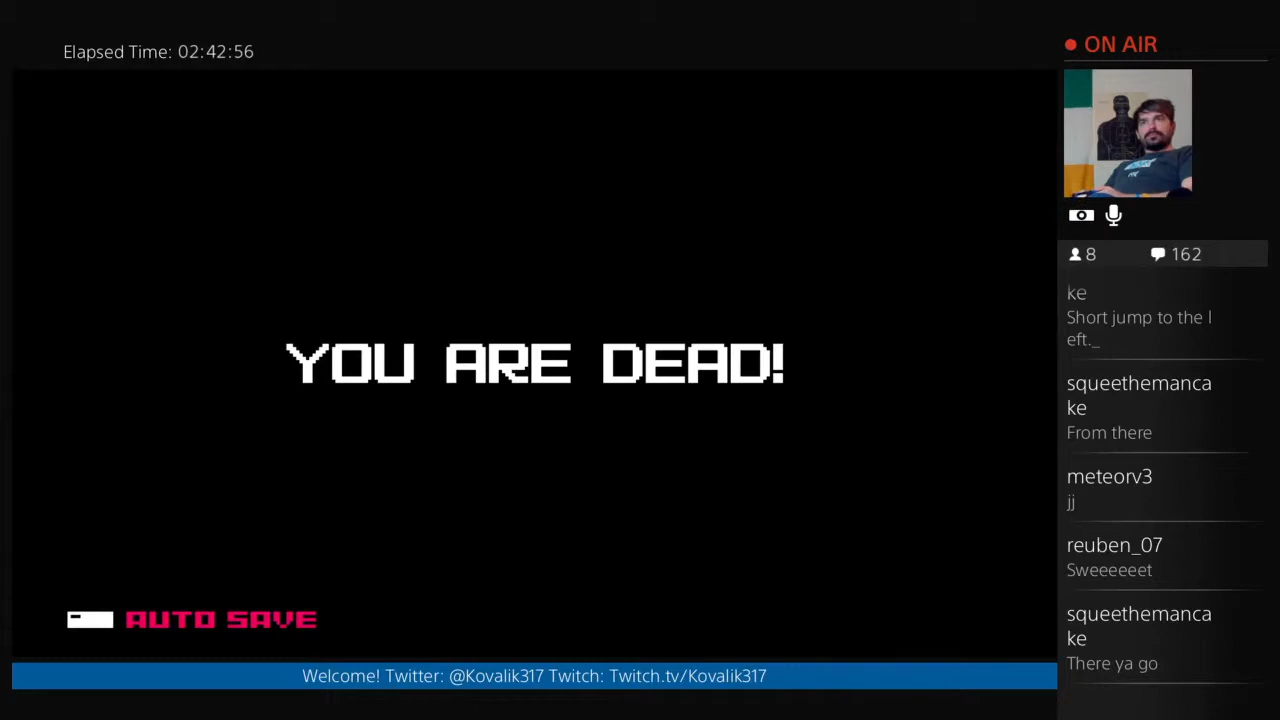 Elapsed Time: 02:42:56
ON AIR
8 162
ke
Short jump to the l
eft._
squeethemanca
ke
From there
meteorv3
jj
reuben_07
Sweeeeeet
squeethemanca
ke
There ya go
YOU ARE DEAD!
AUTO SAVE
Welcome! Twitter: @Kovalik317 Twitch: Twitch.tv/Kovalik317